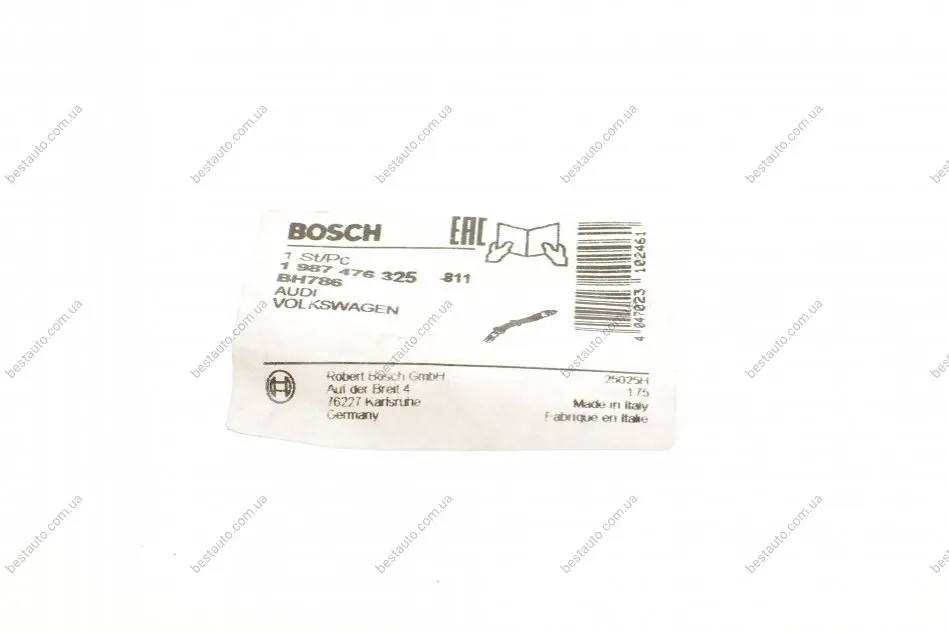 BOSCH
EAC
1 St/Pc
1 987 476 325 -811
BH786
AUDI
VOLKSWAGEN
4 047023 102461
Robert Bosch GmbH
Auf der Breit 4
76227 Karlsruhe
Germany
25025H
175
Made in Italy
Fabrique en Italie
bestauto.com.ua